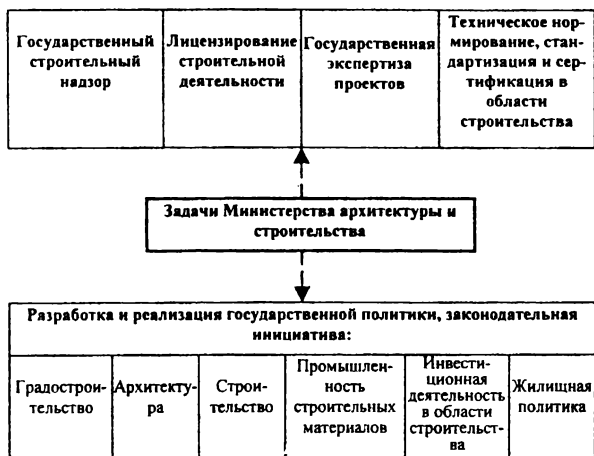 Государственный
строительный
надзор
Лицензирование
строительной
деятельности
Государственная
экспертиза
проектов
Техническое нор-
мирование, стан-
дартизация и сер-
тификация в
области
строительства
Задачи Министерства архитектуры и
строительства
Разработка и реализация государственной политики, законодательная
инициатива:
Градострои-
тельство
Архитекту-
ра
Строи-
тельство
Промышлен-
ность
строительных
материалов
Инвести-
ционная
деятельность
в области
строительст-
ва
Жилищная
политика